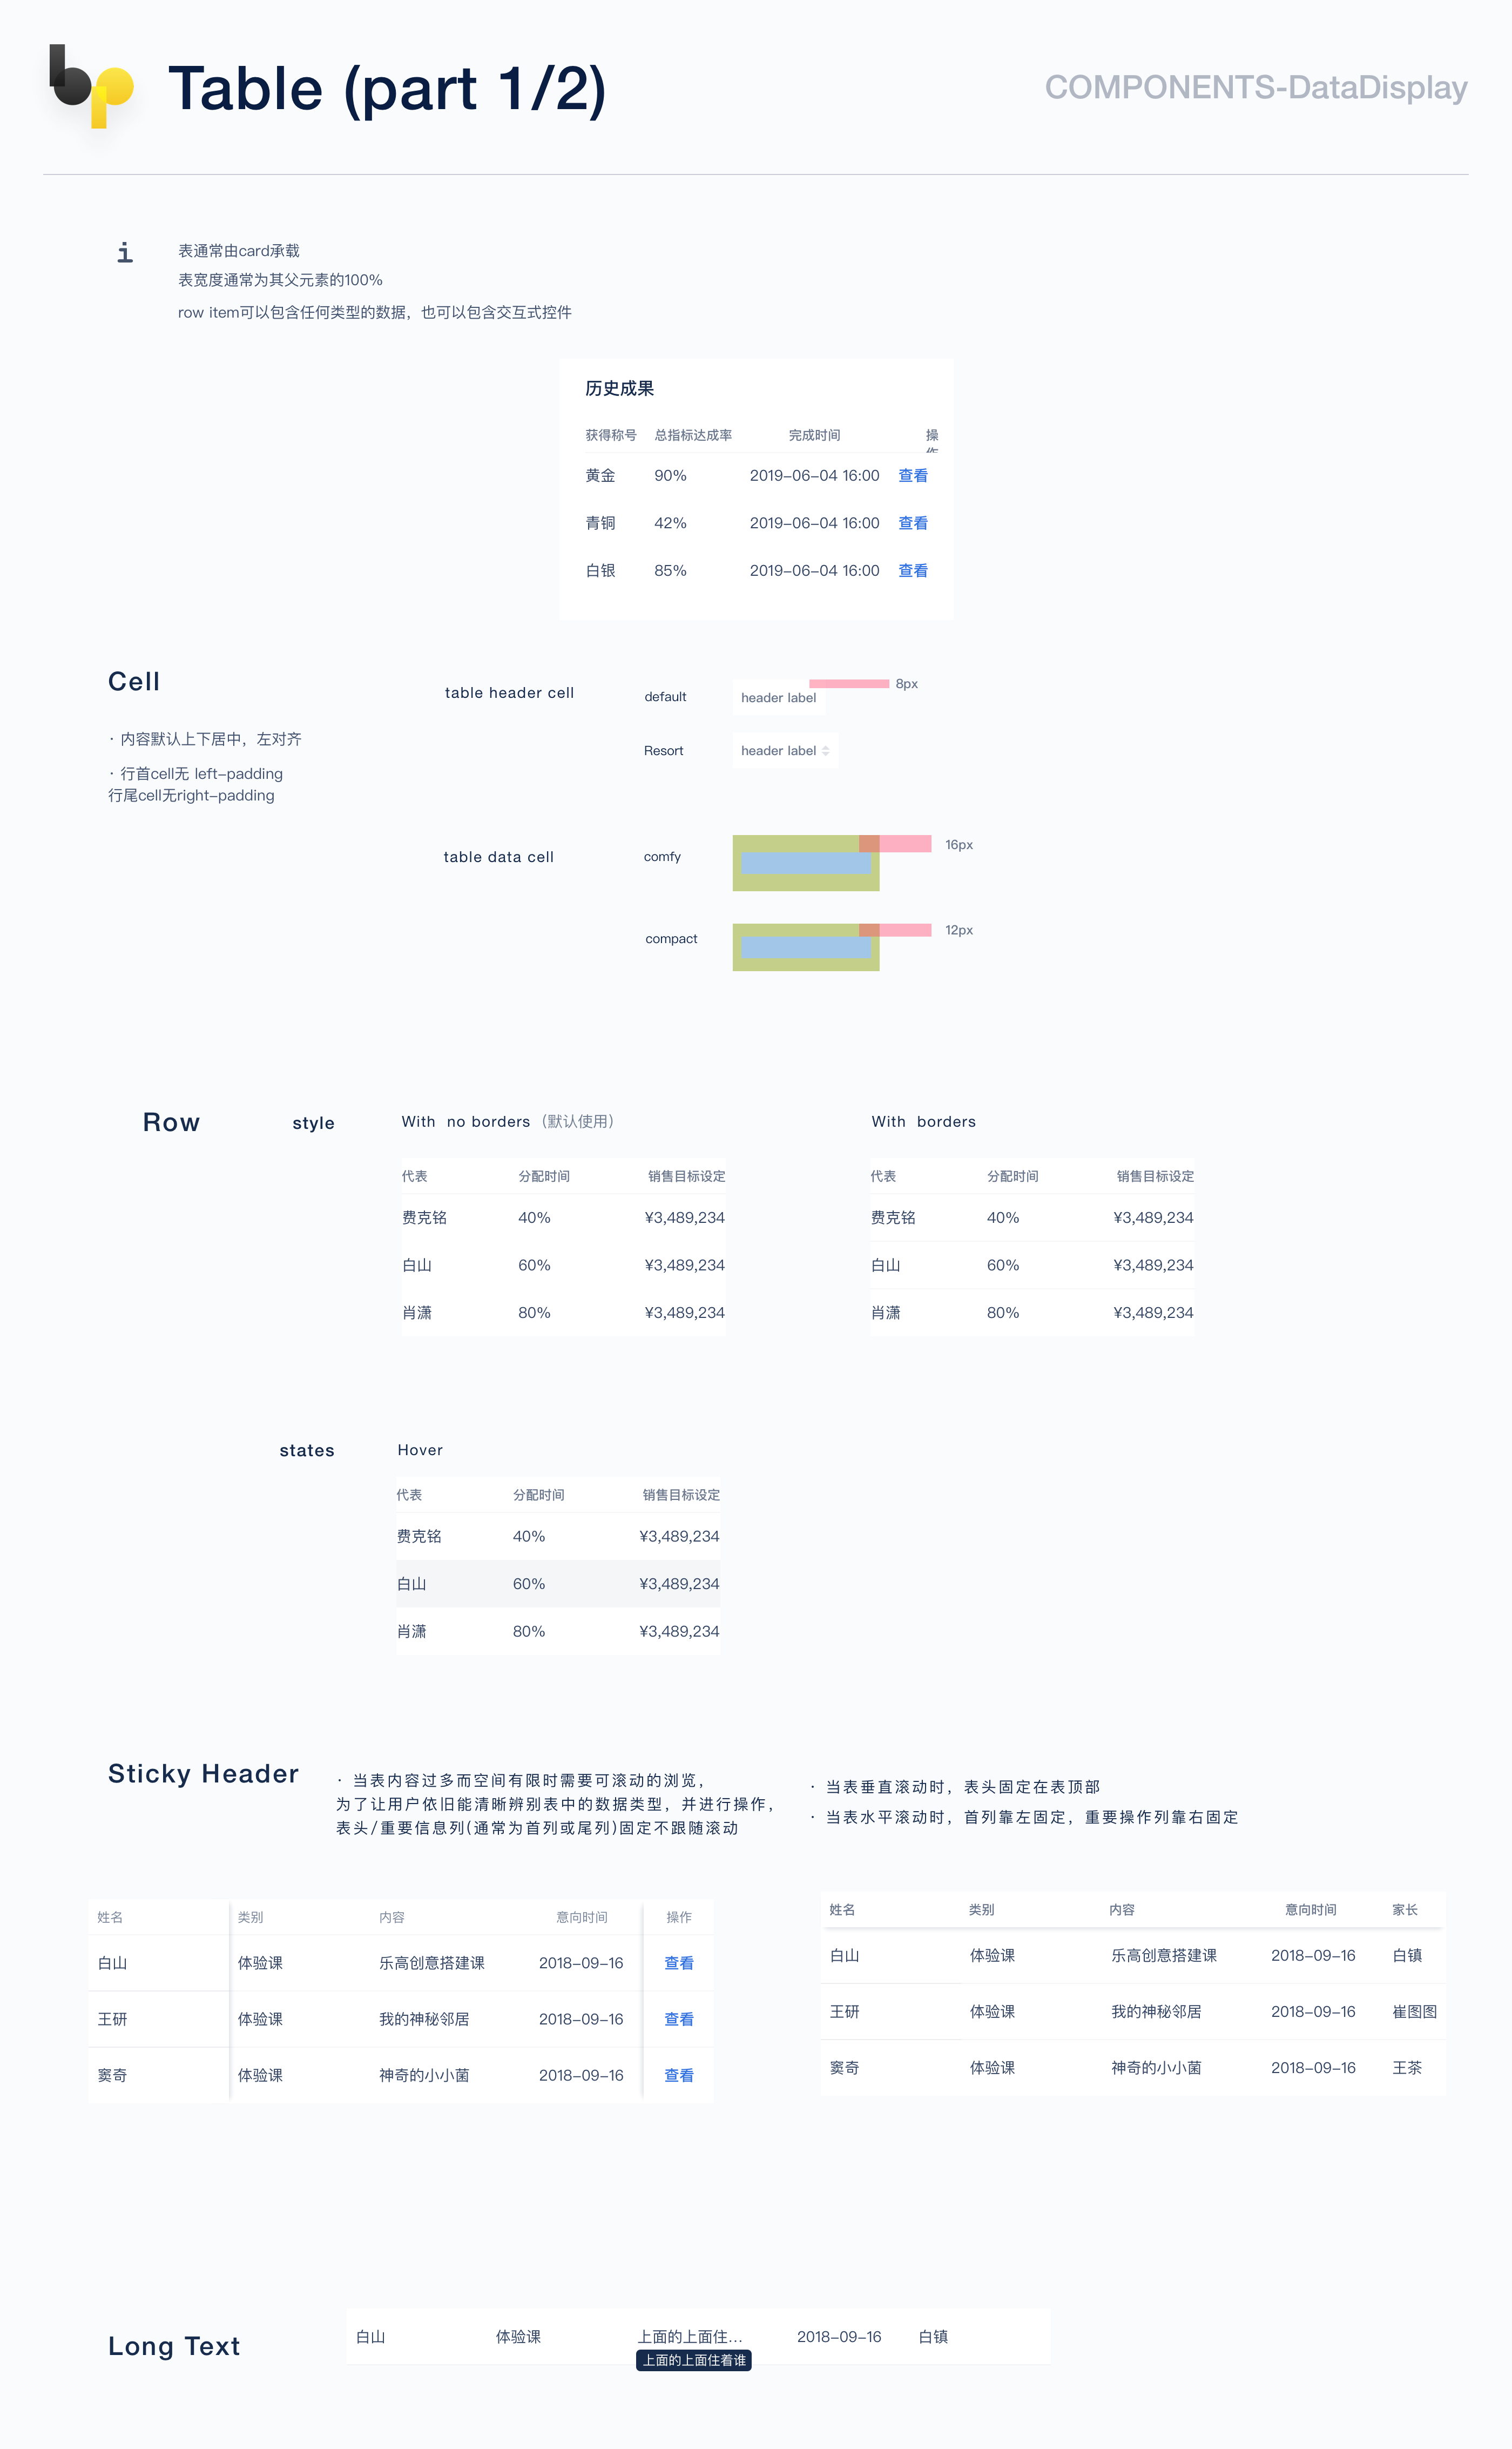 bp
Table (part 1/2)
COMPONENTS-DataDisplay
i
表通常由card承载
表宽度通常为其父元素的100%
row item可以包含任何类型的数据，也可以包含交互式控件
历史成果
获得称号 总指标达成率 完成时间 操作
黄金 90% 2019-06-04 16:00 查看
青铜 42% 2019-06-04 16:00 查看
白银 85% 2019-06-04 16:00 查看
Cell
· 内容默认上下居中，左对齐
· 行首cell无 left-padding
行尾cell无right-padding
table header cell
default
header label
8px
Resort
header label
table data cell
comfy
16px
compact
12px
Row
style
With no borders（默认使用）
代表 分配时间 销售目标设定
费克铭 40% ¥3,489,234
白山 60% ¥3,489,234
肖潇 80% ¥3,489,234
With borders
代表 分配时间 销售目标设定
费克铭 40% ¥3,489,234
白山 60% ¥3,489,234
肖潇 80% ¥3,489,234
states
Hover
代表 分配时间 销售目标设定
费克铭 40% ¥3,489,234
白山 60% ¥3,489,234
肖潇 80% ¥3,489,234
Sticky Header
· 当表内容过多而空间有限时需要可滚动的浏览，
为了让用户依旧能清晰辨别表中的数据类型，并进行操作，
表头/重要信息列(通常为首列或尾列)固定不跟随滚动
· 当表垂直滚动时，表头固定在表顶部
· 当表水平滚动时，首列靠左固定，重要操作列靠右固定
姓名 类别 内容 意向时间 操作
白山 体验课 乐高创意搭建课 2018-09-16 查看
王研 体验课 我的神秘邻居 2018-09-16 查看
窦奇 体验课 神奇的小小菌 2018-09-16 查看
姓名 类别 内容 意向时间 家长
白山 体验课 乐高创意搭建课 2018-09-16 白镇
王研 体验课 我的神秘邻居 2018-09-16 崔图图
窦奇 体验课 神奇的小小菌 2018-09-16 王茶
Long Text
白山 体验课 上面的上面住... 2018-09-16 白镇
上面的上面住着谁